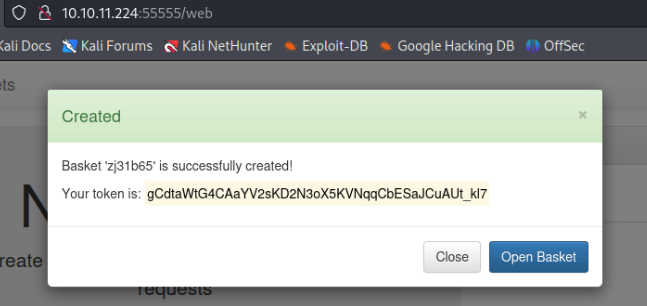 10.10.11.224:55555/web
Kali Docs Kali Forums Kali NetHunter Exploit-DB Google Hacking DB OffSec
ets
Created ×
Basket 'zj31b65' is successfully created!
Your token is: gCdtaWtG4CAaYV2sKD2N3oX5KVNqqCbESaJCuAUt_kl7
N
Close Open Basket
reate
requests